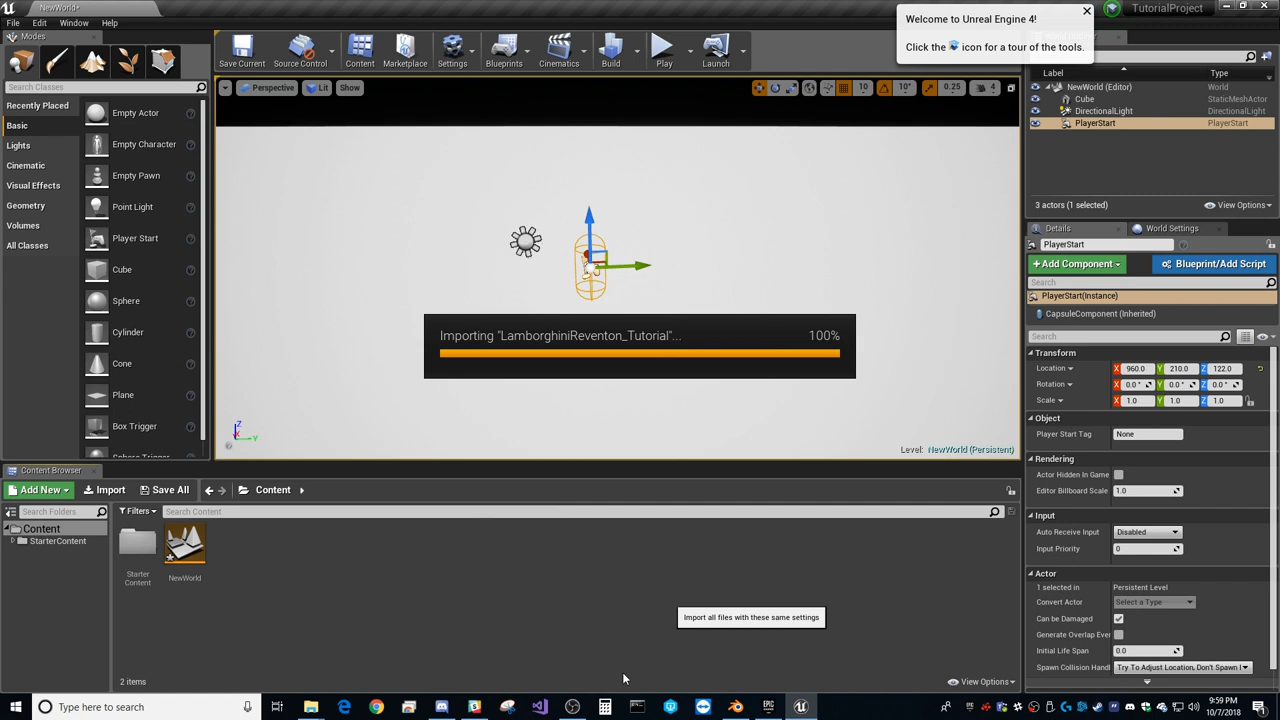 NewWorld*
TutorialProject
File Edit Window Help
Welcome to Unreal Engine 4!
Click the icon for a tour of the tools.
Modes
Search Classes
Recently Placed
Basic
Lights
Cinematic
Visual Effects
Geometry
Volumes
All Classes
Empty Actor
Empty Character
Empty Pawn
Point Light
Player Start
Cube
Sphere
Cylinder
Cone
Plane
Box Trigger
Save Current
Source Control
Content
Marketplace
Settings
Blueprints
Cinematics
Build
Play
Launch
Perspective
Lit
Show
10
10°
0.25
4
Importing "LamborghiniReventon_Tutorial"... 100%
Z
Y
Level: NewWorld (Persistent)
Label Type
NewWorld (Editor) World
Cube StaticMeshActor
DirectionalLight DirectionalLight
PlayerStart PlayerStart
3 actors (1 selected) View Options
Details World Settings
PlayerStart
+Add Component Blueprint/Add Script
Search
PlayerStart(Instance)
CapsuleComponent (Inherited)
Search
Transform
Location X 960.0 Y 210.0 Z 122.0
Rotation X 0.0 ° Y 0.0 ° Z 0.0 °
Scale X 1.0 Y 1.0 Z 1.0
Object
Player Start Tag None
Rendering
Actor Hidden In Game
Editor Billboard Scale 1.0
Input
Auto Receive Input Disabled
Input Priority 0
Actor
1 selected in Persistent Level
Convert Actor Select a Type
Can be Damaged
Generate Overlap Ever
Initial Life Span 0.0
Spawn Collision Handl Try To Adjust Location, Don't Spawn
Content Browser
Add New Import Save All Content
Search Folders
Filters Search Content
Content
StarterContent
Starter
Content
NewWorld
Import all files with these same settings
2 items View Options
Type here to search
9:59 PM
10/7/2018